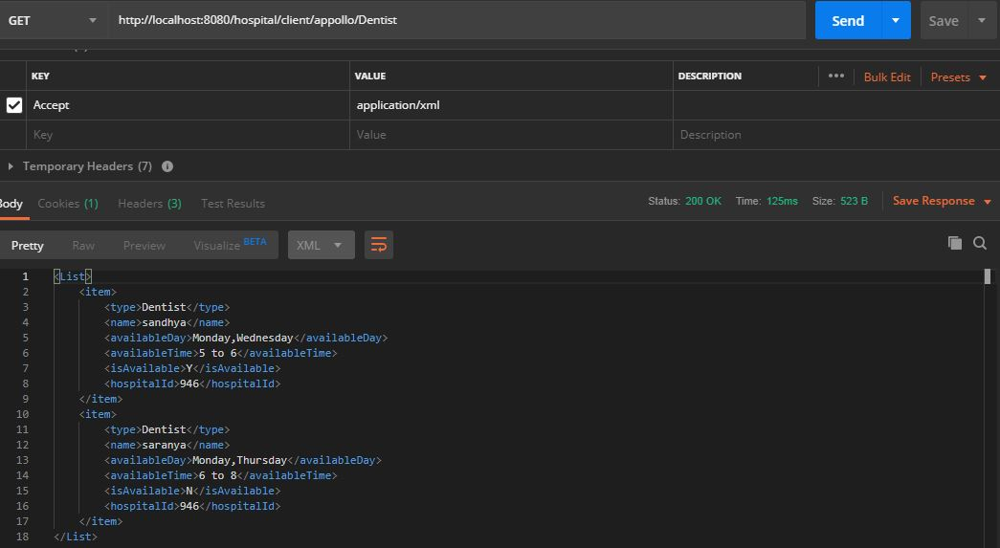 GET http://localhost:8080/hospital/client/appollo/Dentist Send Save
KEY VALUE DESCRIPTION ••• Bulk Edit Presets
Accept application/xml
Key Value Description
Temporary Headers (7)
Body Cookies (1) Headers (3) Test Results Status: 200 OK Time: 125ms Size: 523 B Save Response
Pretty Raw Preview Visualize BETA XML
1 <List>
2 <item>
3 <type>Dentist</type>
4 <name>sandhya</name>
5 <availableDay>Monday,Wednesday</availableDay>
6 <availableTime>5 to 6</availableTime>
7 <isAvailable>Y</isAvailable>
8 <hospitalId>946</hospitalId>
9 </item>
10 <item>
11 <type>Dentist</type>
12 <name>saranya</name>
13 <availableDay>Monday,Thursday</availableDay>
14 <availableTime>6 to 8</availableTime>
15 <isAvailable>N</isAvailable>
16 <hospitalId>946</hospitalId>
17 </item>
18 </List>